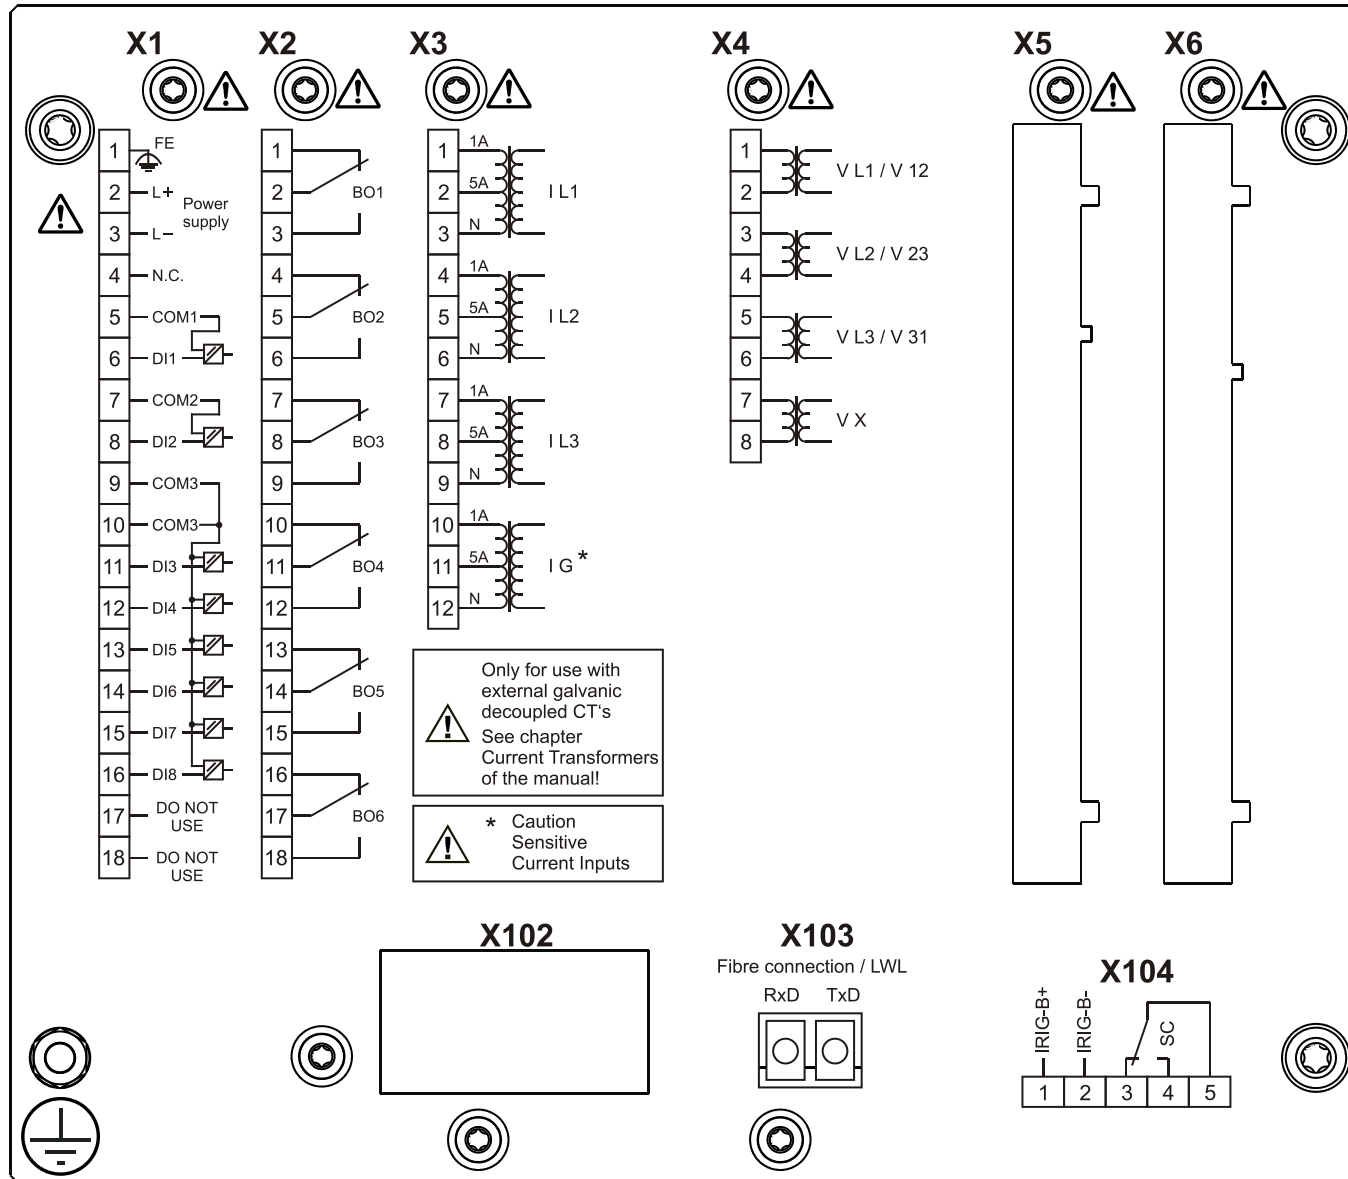 X1 X2 X3 X4 X5 X6
1 FE
2 L+
Power
supply
3 L-
4 N.C.
5 COM1
6 DI1
7 COM2
8 DI2
9 COM3
10 COM3
11 DI3
12 DI4
13 DI5
14 DI6
15 DI7
16 DI8
17 DO NOT
USE
18 DO NOT
USE
1
2 BO1
3
4
5 BO2
6
7
8 BO3
9
10
11 BO4
12
13
14 BO5
15
16
17 BO6
18
1 1A
2 5A I L1
3 N
4 1A
5 5A I L2
6 N
7 1A
8 5A I L3
9 N
10 1A
11 5A I G *
12 N
Only for use with
external galvanic
decoupled CT's
See chapter
Current Transformers
of the manual!
* Caution
Sensitive
Current Inputs
1
V L1 / V 12
2
3
V L2 / V 23
4
5
V L3 / V 31
6
7
V X
8
X102
X103
Fibre connection / LWL
RxD TxD
X104
IRIG-B+
IRIG-B-
SC
1 2 3 4 5